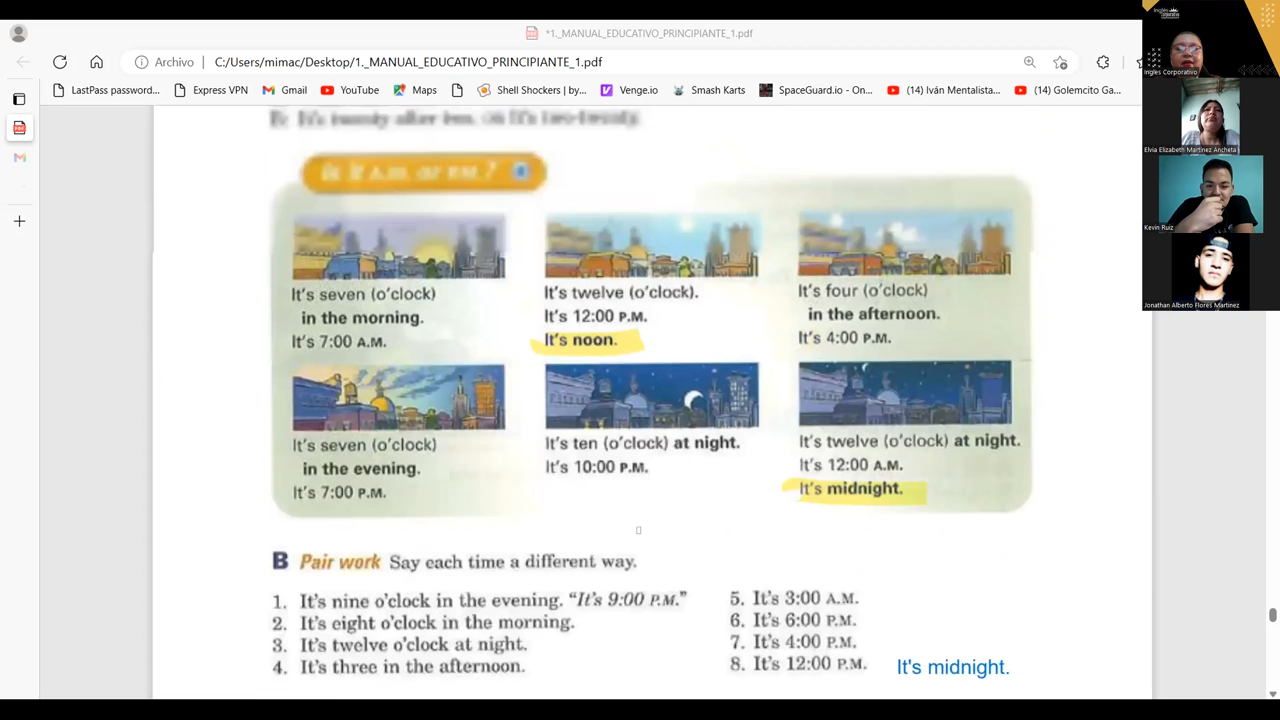 *1._MANUAL_EDUCATIVO_PRINCIPIANTE_1.pdf
Archivo
C:/Users/mimac/Desktop/1._MANUAL_EDUCATIVO_PRINCIPIANTE_1.pdf
LastPass password...
Express VPN
Gmail
YouTube
Maps
Shell Shockers | by...
Venge.io
Smash Karts
SpaceGuard.io - On...
(14) Iván Mentalista...
(14) Golemcito Ga...
Inglés Corporativo
Elvia Elizabeth Martinez Ancheta
Kevin Ruiz
Jonathan Alberto Flores Martinez
Is it A.M. or P.M.?
It's seven (o'clock)
in the morning.
It's 7:00 A.M.
It's twelve (o'clock).
It's 12:00 P.M.
It's noon.
It's four (o'clock)
in the afternoon.
It's 4:00 P.M.
It's seven (o'clock)
in the evening.
It's 7:00 P.M.
It's ten (o'clock) at night.
It's 10:00 P.M.
It's twelve (o'clock) at night.
It's 12:00 A.M.
It's midnight.
B Pair work Say each time a different way.
1. It's nine o'clock in the evening. "It's 9:00 P.M."
2. It's eight o'clock in the morning.
3. It's twelve o'clock at night.
4. It's three in the afternoon.
5. It's 3:00 A.M.
6. It's 6:00 P.M.
7. It's 4:00 P.M.
8. It's 12:00 P.M. It's midnight.